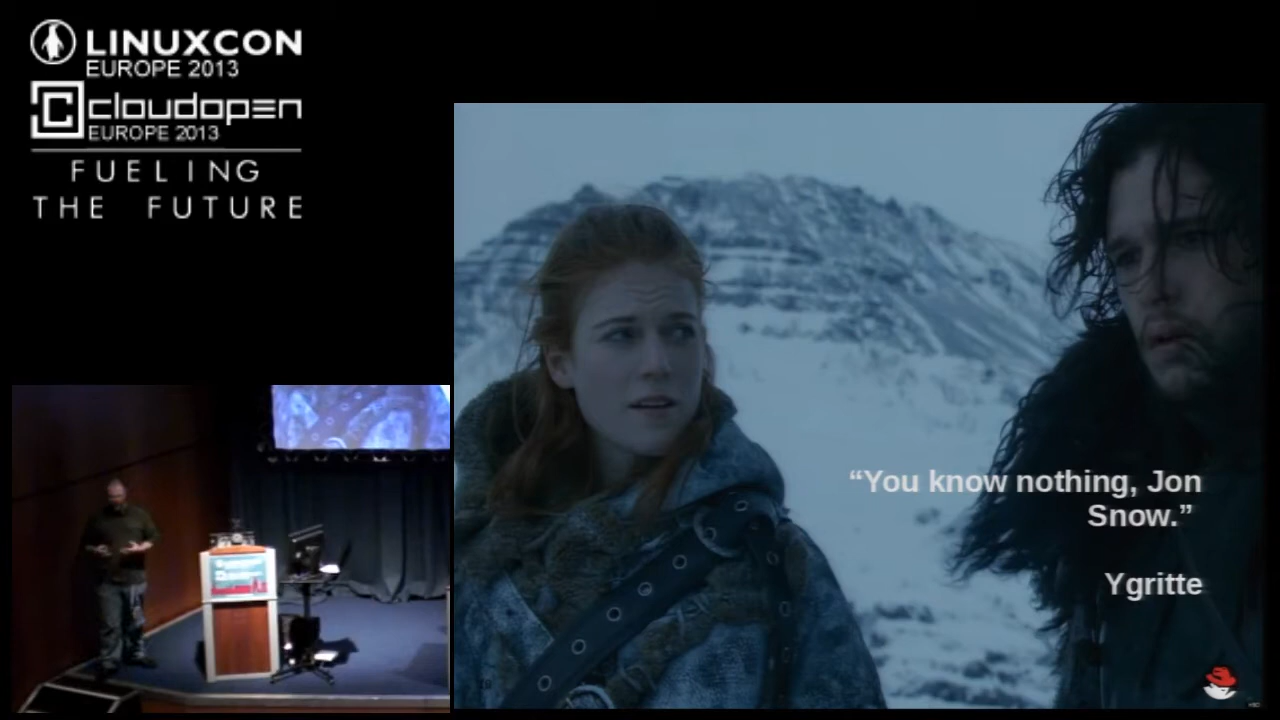 LINUXCON
EUROPE 2013
cloudopen
EUROPE 2013
FUELING
THE FUTURE
“You know nothing, Jon
Snow.”
Ygritte